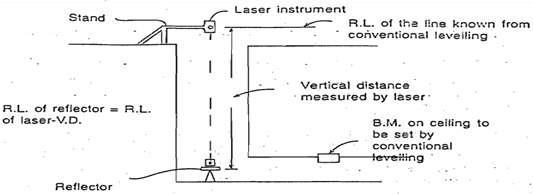 Laser instrument
Stand
R.L. of the line known from
conventional levelling
Vertical distance
measured by laser
R.L. of reflector = R.L.
of laser-V.D.
B.M. on ceiling to
be set by
conventional
levelling
Reflector